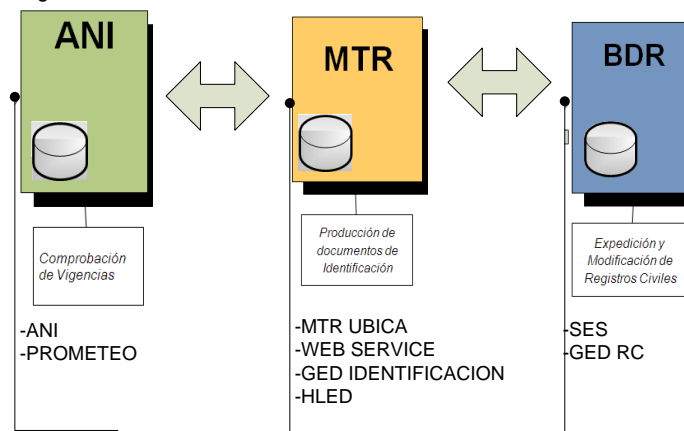 ANI
MTR
BDR
Comprobación
de Vigencias
Producción de
documentos de
Identificación
Expedición y
Modificación de
Registros Civiles
-ANI
-PROMETEO
-MTR UBICA
-WEB SERVICE
-GED IDENTIFICACION
-HLED
-SES
-GED RC